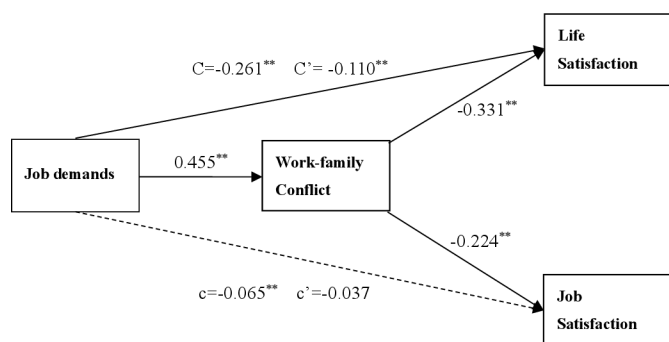 Life
Satisfaction
C=-0.261** C’= -0.110**
-0.331**
Job demands
0.455**
Work-family
Conflict
-0.224**
c=-0.065** c’=-0.037
Job
Satisfaction